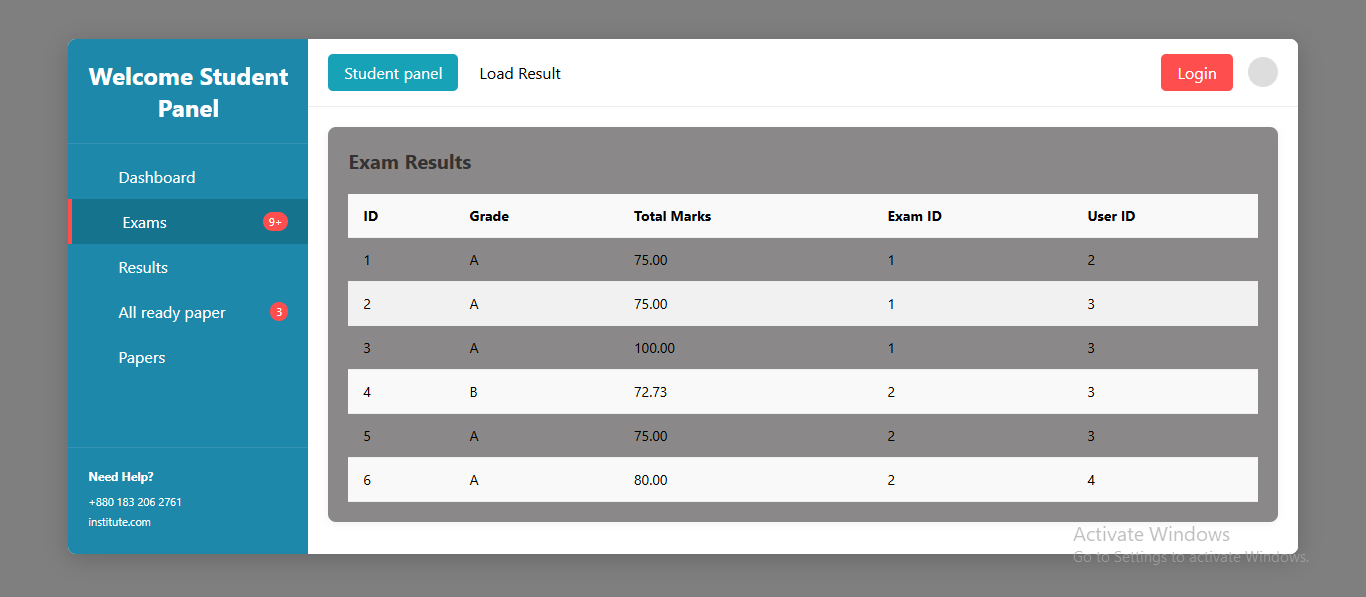 Welcome Student
Panel
Dashboard
Exams 9+
Results
All ready paper 3
Papers
Need Help?
+880 183 206 2761
institute.com
Student panel Load Result Login
Exam Results
ID Grade Total Marks Exam ID User ID
1 A 75.00 1 2
2 A 75.00 1 3
3 A 100.00 1 3
4 B 72.73 2 3
5 A 75.00 2 3
6 A 80.00 2 4
Activate Windows
Go to Settings to activate Windows.